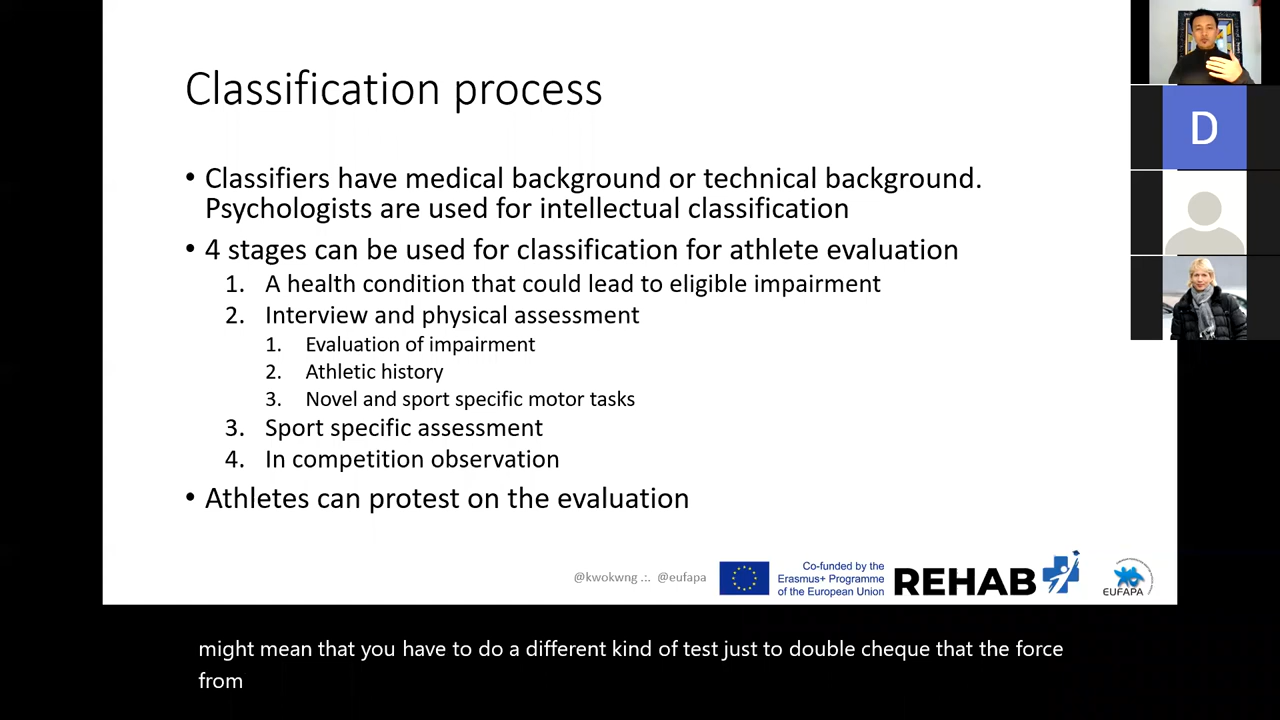 Classification process
• Classifiers have medical background or technical background.
Psychologists are used for intellectual classification
• 4 stages can be used for classification for athlete evaluation
1. A health condition that could lead to eligible impairment
2. Interview and physical assessment
1. Evaluation of impairment
2. Athletic history
3. Novel and sport specific motor tasks
3. Sport specific assessment
4. In competition observation
• Athletes can protest on the evaluation
@kwokwng .:. @eufapa
Co-funded by the
Erasmus+ Programme
of the European Union
REHAB
EUFAPA
D
might mean that you have to do a different kind of test just to double cheque that the force
from